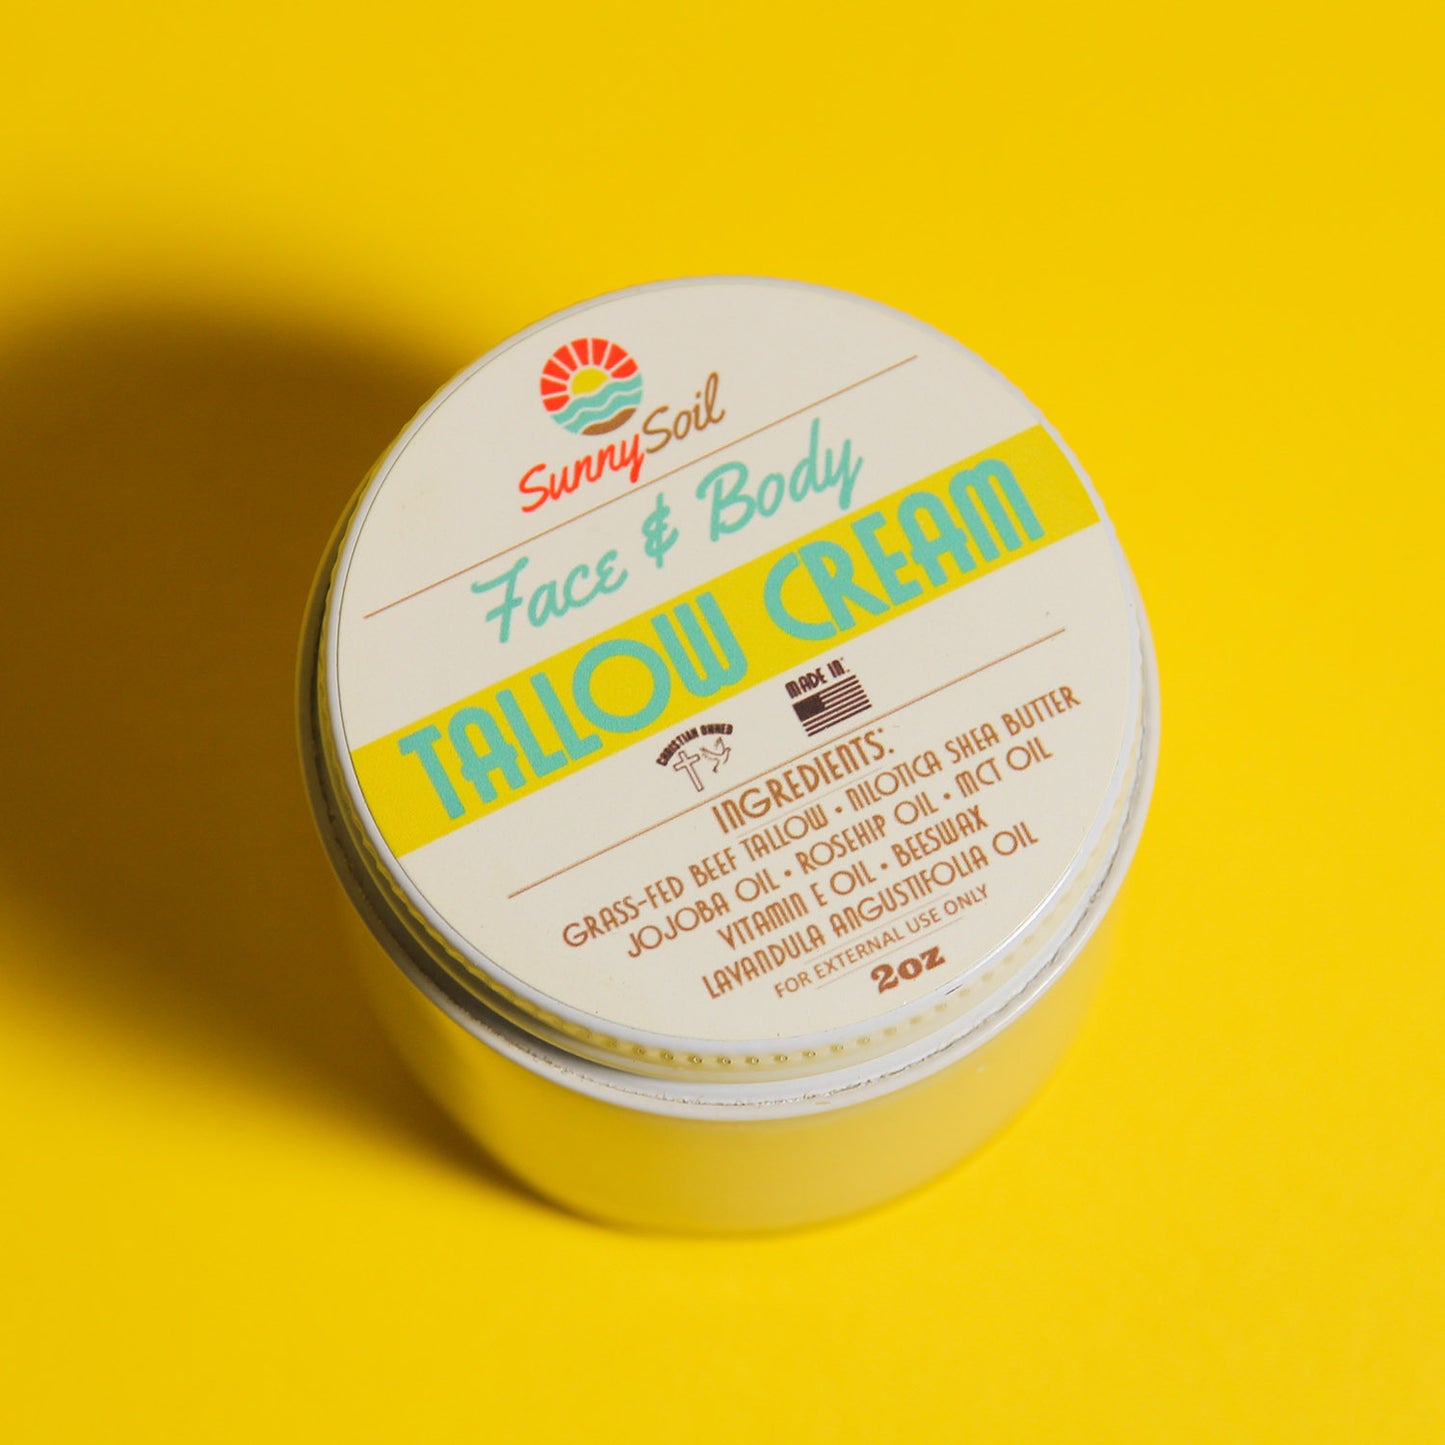 SunnySoil
Face & Body
TALLOW CREAM
CHRISTIAN OWNED
MADE IN:
INGREDIENTS:
GRASS-FED BEEF TALLOW • NILOTICA SHEA BUTTER
JOJOBA OIL • ROSEHIP OIL • MCT OIL
VITAMIN E OIL • BEESWAX
LAVANDULA ANGUSTIFOLIA OIL
FOR EXTERNAL USE ONLY
2oz